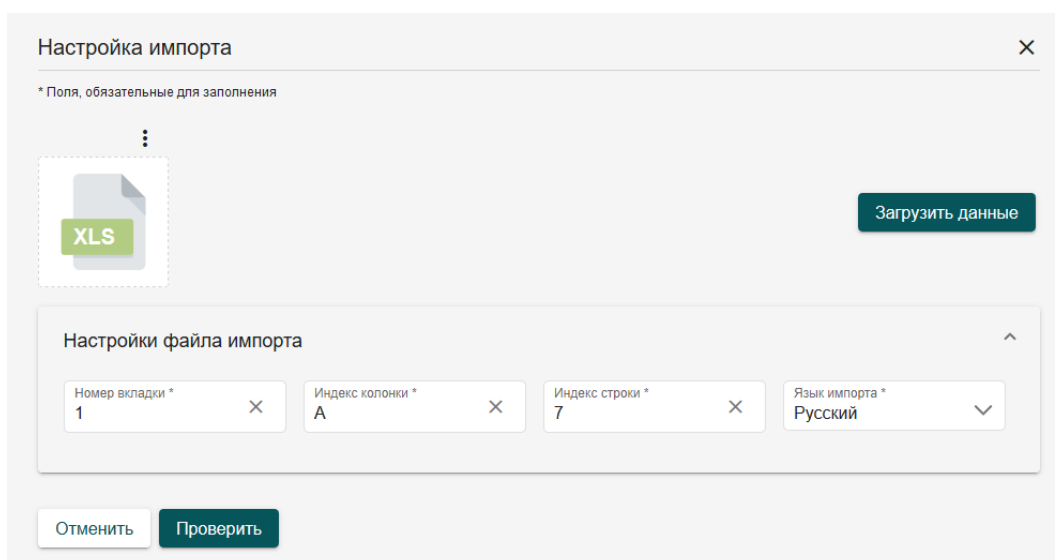 Настройка импорта
* Поля, обязательные для заполнения
XLS
Загрузить данные
Настройки файла импорта
Номер вкладки *
1
Индекс колонки *
A
Индекс строки *
7
Язык импорта *
Русский
Отменить
Проверить